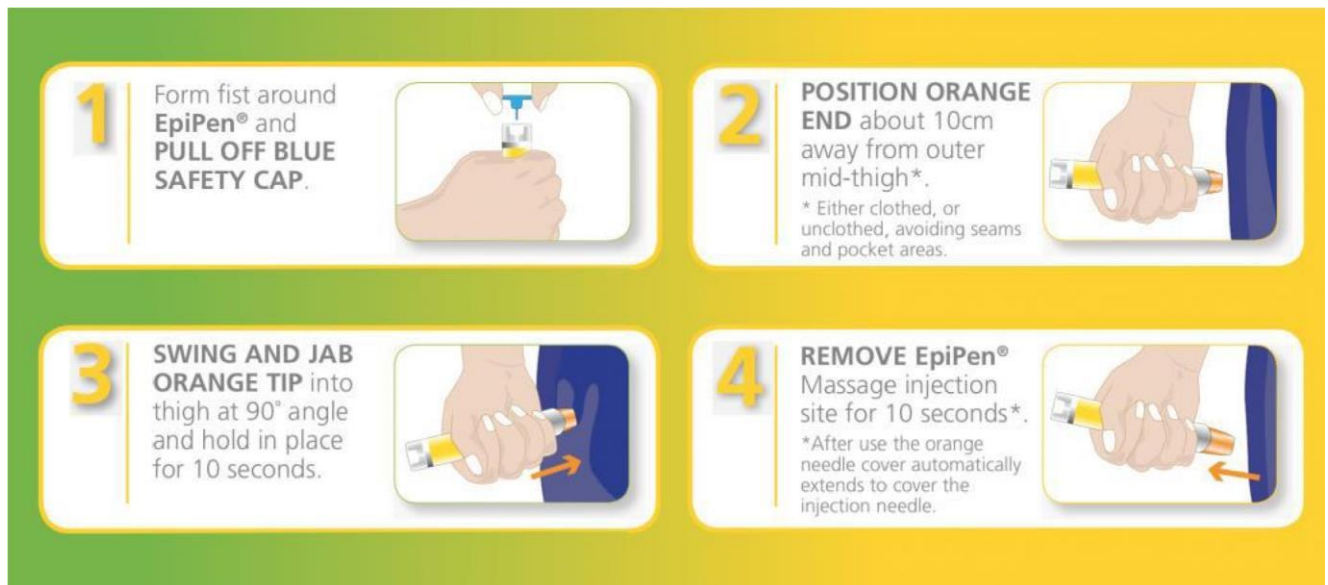 1
Form fist around
EpiPen® and
PULL OFF BLUE
SAFETY CAP.
2
POSITION ORANGE
END about 10cm
away from outer
mid-thigh*.
* Either clothed, or
unclothed, avoiding seams
and pocket areas.
3
SWING AND JAB
ORANGE TIP into
thigh at 90° angle
and hold in place
for 10 seconds.
4
REMOVE EpiPen®
Massage injection
site for 10 seconds*.
*After use the orange
needle cover automatically
extends to cover the
injection needle.